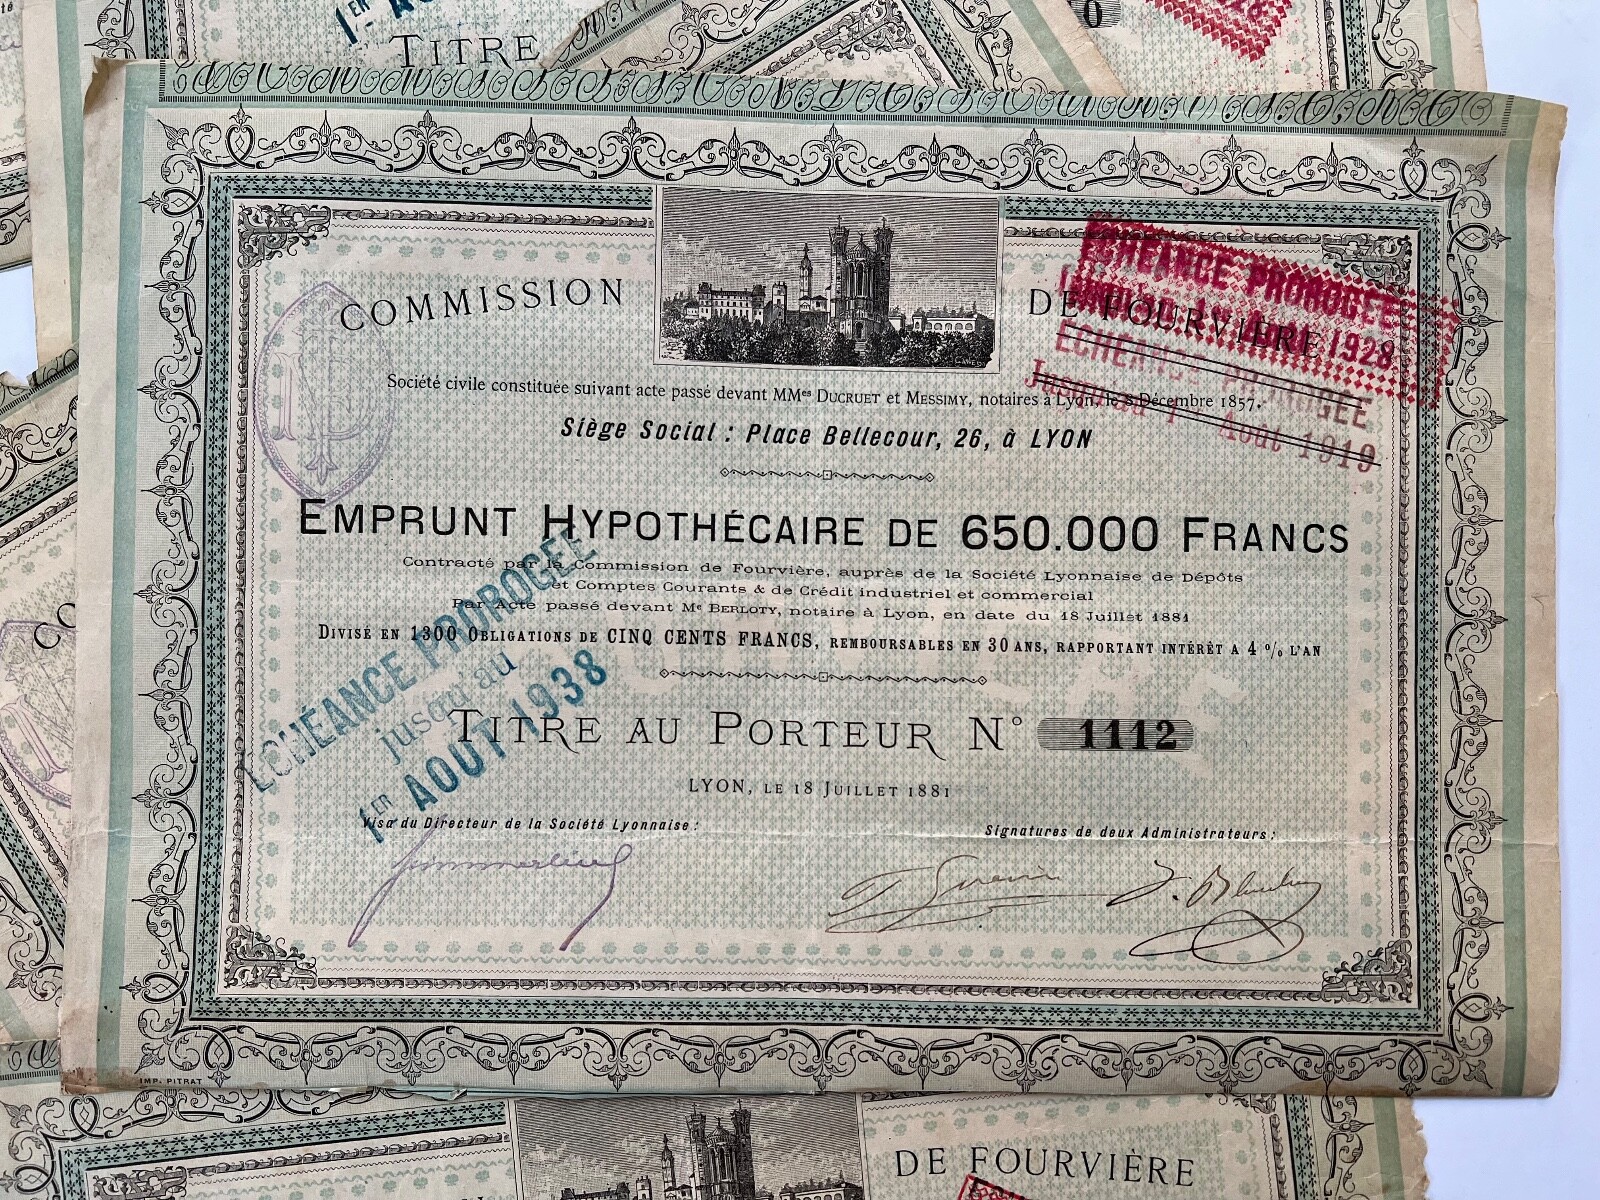 1ER AOU
TITRE
COMMISSION DE FOURVIÈRE
ÉCHÉANCE PROROGÉE
1928
ÉCHÉANCE PROROGÉE
Jusqu'au 1er Août 1919
Société civile constituée suivant acte passé devant MMes DUCRUET et MESSIMY, notaires à Lyon, le 8 Décembre 1857.
Siège Social : Place Bellecour, 26, à LYON
EMPRUNT HYPOTHÉCAIRE DE 650.000 FRANCS
Contracté par la Commission de Fourvière, auprès de la Société Lyonnaise de Dépôts
et Comptes Courants & de Crédit industriel et commercial
Par Acte passé devant Me BERLOTY, notaire à Lyon, en date du 18 Juillet 1881
DIVISÉ EN 1300 OBLIGATIONS DE CINQ CENTS FRANCS, REMBOURSABLES EN 30 ANS, RAPPORTANT INTÉRÊT A 4 % L'AN
ÉCHÉANCE PROROGÉE
jusqu'au
1ER AOUT 1938
TITRE AU PORTEUR N° 1112
LYON, LE 18 JUILLET 1881
Visa du Directeur de la Société Lyonnaise :
Signatures de deux Administrateurs :
IMP. PITRAT
DE FOURVIÈRE